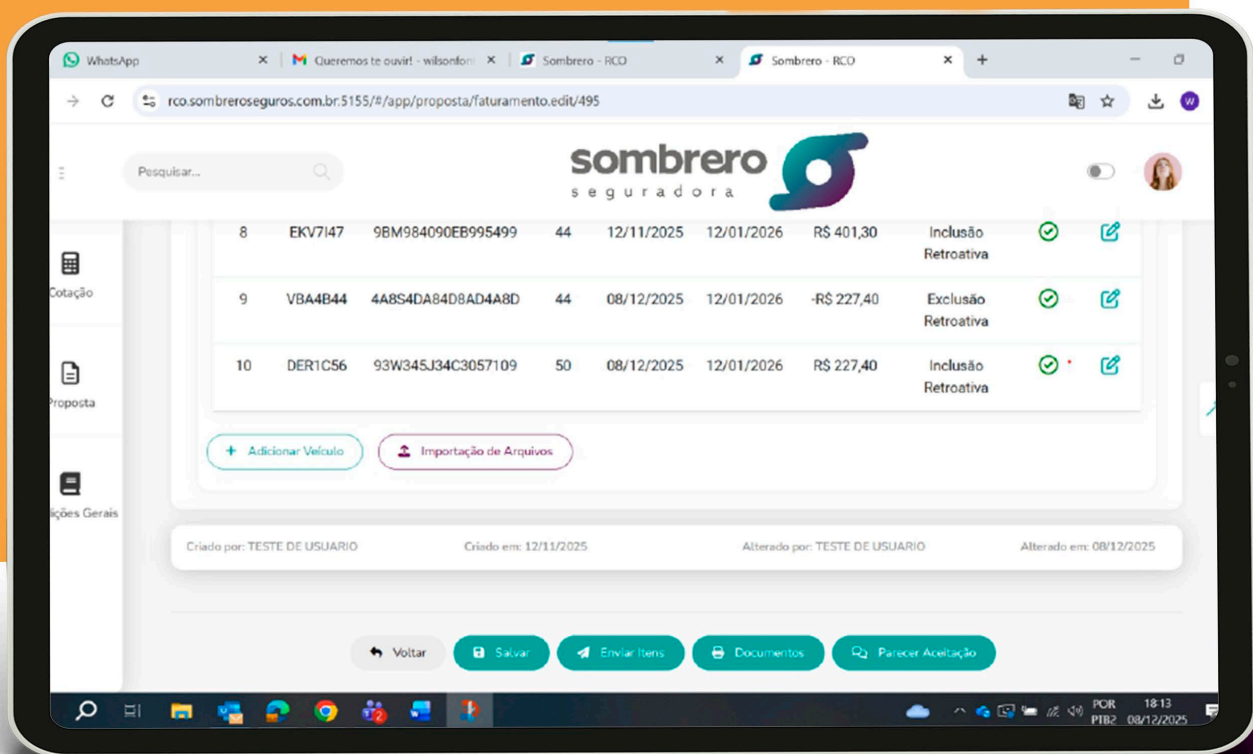 WhatsApp
Queremos te ouvir! - wilsonfon
Sombrero - RCO
Sombrero - RCO
rco.sombreroseguros.com.br:5155/#/app/proposta/faturamento.edit/495
W
Pesquisar...
sombrero
seguradora
8 EKV7I47 9BM984090EB995499 44 12/11/2025 12/01/2026 R$ 401,30 Inclusão
Retroativa
9 VBA4B44 4A8S4DA84D8AD4A8D 44 08/12/2025 12/01/2026 -R$ 227,40 Exclusão
Retroativa
10 DER1C56 93W345J34C3057109 50 08/12/2025 12/01/2026 R$ 227,40 Inclusão
Retroativa
Cotação
Proposta
ições Gerais
+ Adicionar Veículo
Importação de Arquivos
Criado por: TESTE DE USUARIO Criado em: 12/11/2025 Alterado por: TESTE DE USUARIO Alterado em: 08/12/2025
Voltar
Salvar
Enviar Itens
Documentos
Parecer Aceitação
POR 18:13
PTB2 08/12/2025